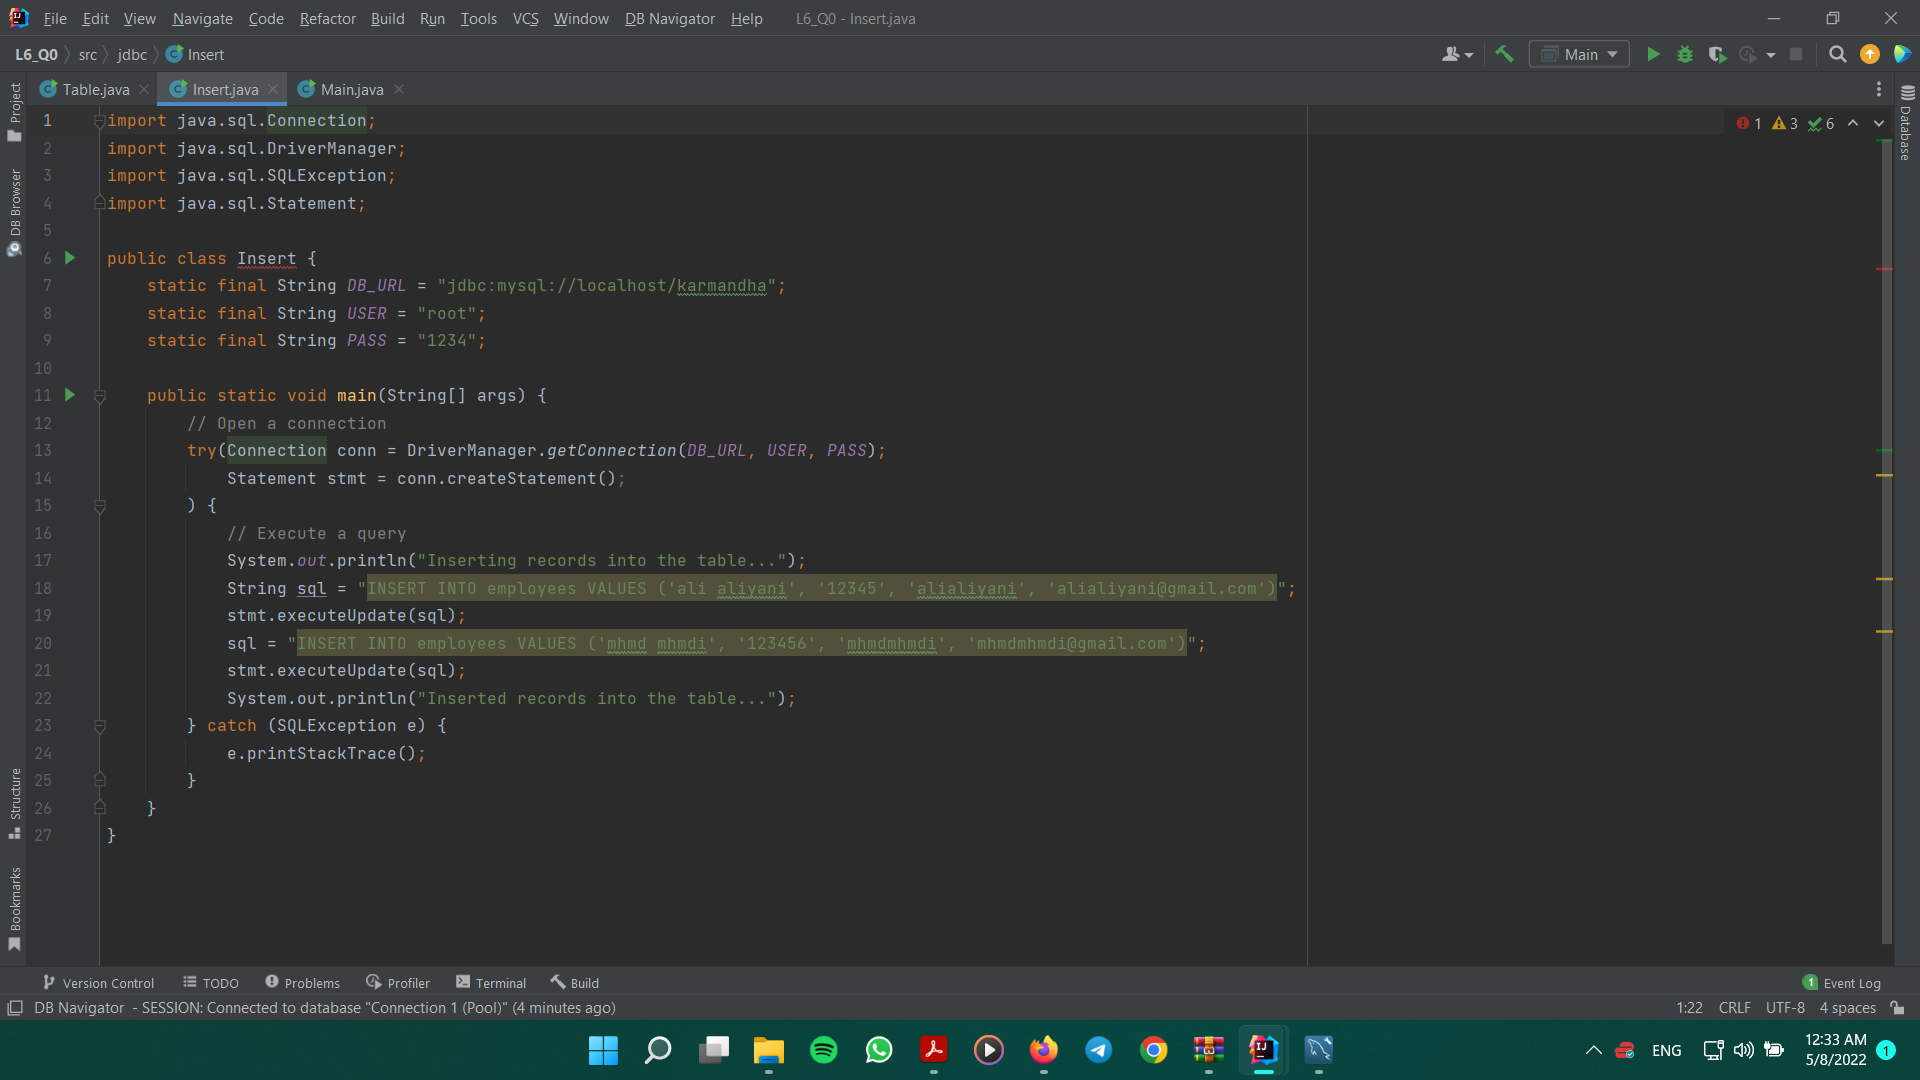 File Edit View Navigate Code Refactor Build Run Tools VCS Window DB Navigator Help L6_Q0 - Insert.java
L6_Q0 src jdbc Insert
Main
Table.java Insert.java Main.java
Project
DB Browser
Structure
Bookmarks
Database
1 3 6
1 import java.sql.Connection;
2 import java.sql.DriverManager;
3 import java.sql.SQLException;
4 import java.sql.Statement;
5
6 public class Insert {
7 static final String DB_URL = "jdbc:mysql://localhost/karmandha";
8 static final String USER = "root";
9 static final String PASS = "1234";
10
11 public static void main(String[] args) {
12 // Open a connection
13 try(Connection conn = DriverManager.getConnection(DB_URL, USER, PASS);
14 Statement stmt = conn.createStatement();
15 ) {
16 // Execute a query
17 System.out.println("Inserting records into the table...");
18 String sql = "INSERT INTO employees VALUES ('ali aliyani', '12345', 'alialiyani', 'alialiyani@gmail.com')";
19 stmt.executeUpdate(sql);
20 sql = "INSERT INTO employees VALUES ('mhmd mhmdi', '123456', 'mhmdmhmdi', 'mhmdmhmdi@gmail.com')";
21 stmt.executeUpdate(sql);
22 System.out.println("Inserted records into the table...");
23 } catch (SQLException e) {
24 e.printStackTrace();
25 }
26 }
27 }
Version Control TODO Problems Profiler Terminal Build 1 Event Log
DB Navigator - SESSION: Connected to database "Connection 1 (Pool)" (4 minutes ago) 1:22 CRLF UTF-8 4 spaces
ENG 12:33 AM
5/8/2022 1